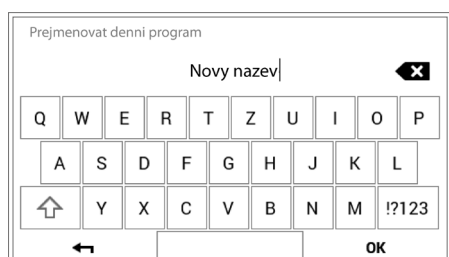 Prejmenovat denni program
Novy nazev
Q W E R T Z U I O P
A S D F G H J K L
Y X C V B N M !?123
OK